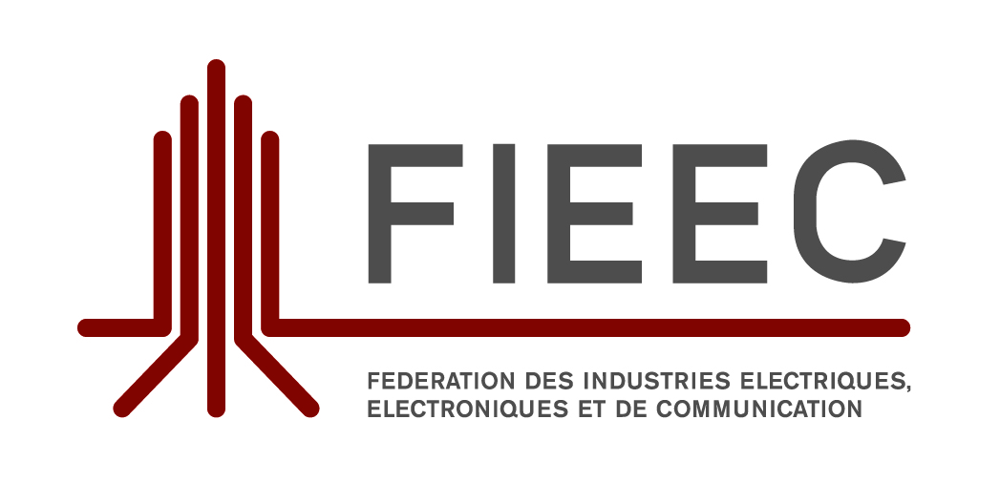 FIEEC
FEDERATION DES INDUSTRIES ELECTRIQUES,
ELECTRONIQUES ET DE COMMUNICATION